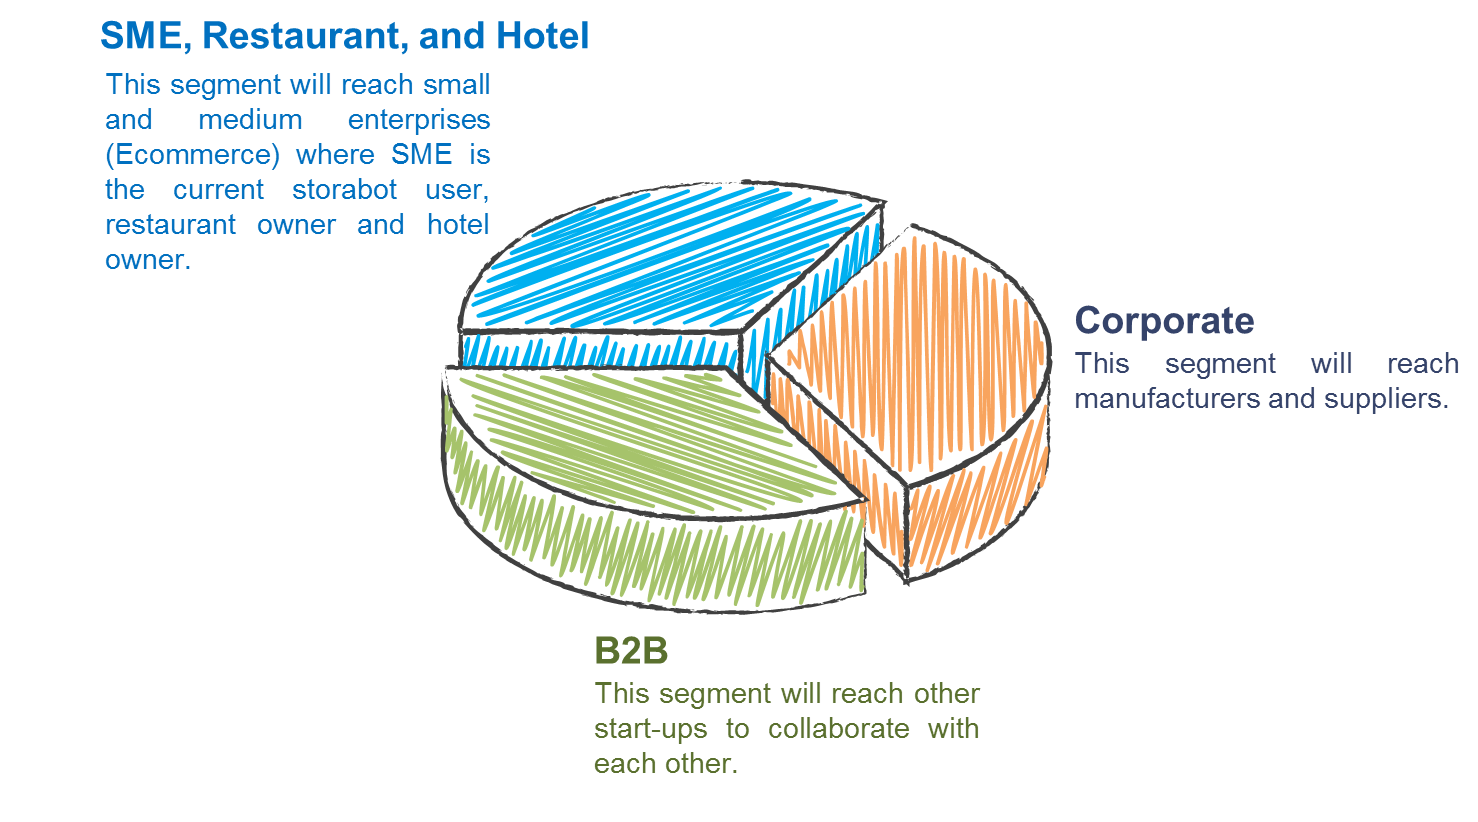 SME, Restaurant, and Hotel
This segment will reach small
and medium enterprises
(Ecommerce) where SME is
the current storabot user,
restaurant owner and hotel
owner.
Corporate
This segment will reach
manufacturers and suppliers.
B2B
This segment will reach other
start-ups to collaborate with
each other.